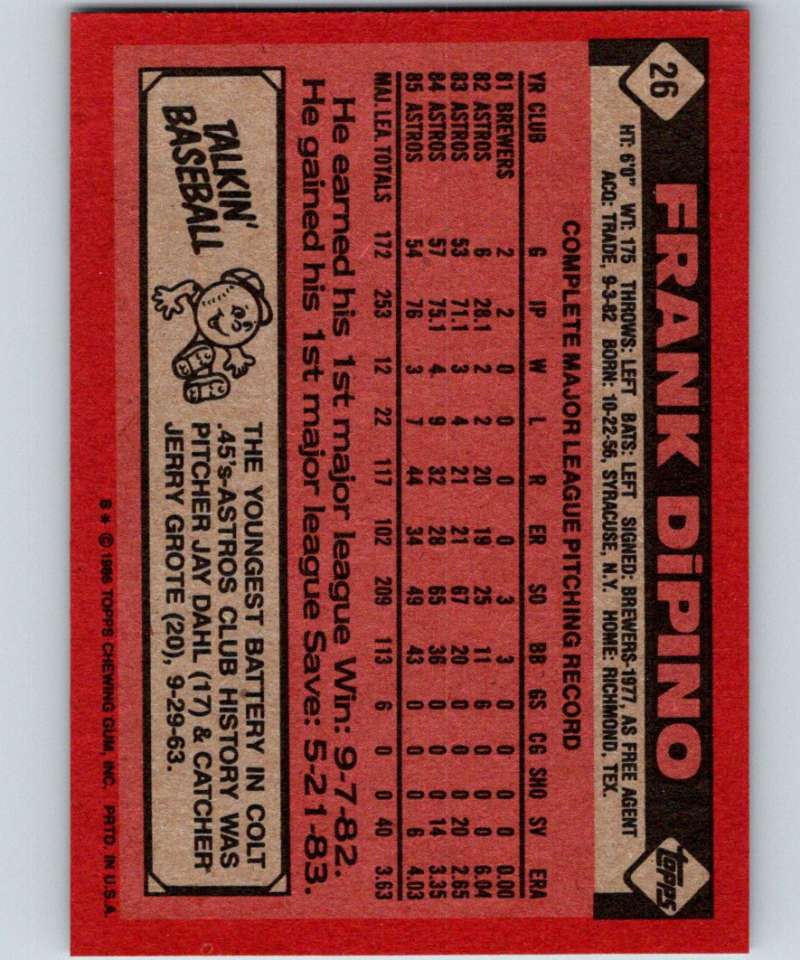 26
FRANK DiPINO
TOPPS
HT: 6'0" WT: 175 THROWS: LEFT BATS: LEFT SIGNED: BREWERS-1977, AS FREE AGENT
ACQ: TRADE, 9-3-82 BORN: 10-22-56, SYRACUSE, N.Y. HOME: RICHMOND, TEX.
COMPLETE MAJOR LEAGUE PITCHING RECORD
YR CLUB G IP W L R ER SO BB GS CG SHO SV ERA
81 BREWERS 2 2 0 0 0 0 3 3 0 0 0 0 0.00
82 ASTROS 6 28.1 2 2 20 19 25 11 6 0 0 0 6.04
83 ASTROS 53 71.1 3 4 21 21 67 20 0 0 0 20 2.65
84 ASTROS 57 75.1 4 9 32 28 65 36 0 0 0 14 3.35
85 ASTROS 54 76 3 7 44 34 49 43 0 0 0 6 4.03
MAJ. LEA. TOTALS 172 253 12 22 117 102 209 113 6 0 0 40 3.63
He earned his 1st major league Win: 9-7-82.
He gained his 1st major league Save: 5-21-83.
TALKIN'
BASEBALL
THE YOUNGEST BATTERY IN COLT
.45's-ASTROS CLUB HISTORY WAS
PITCHER JAY DAHL (17) & CATCHER
JERRY GROTE (20), 9-29-63.
B* © 1986 TOPPS CHEWING GUM, INC. PRTD. IN U.S.A.